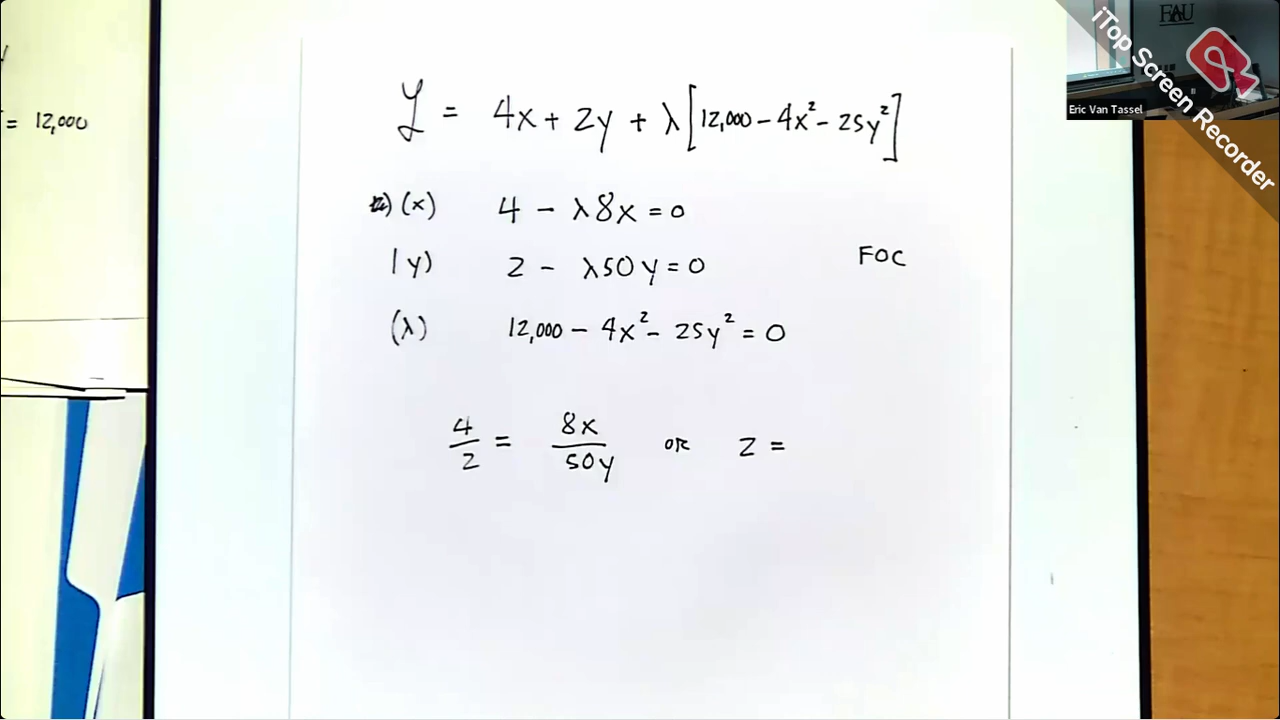 = 12,000
ℒ = 4x + 2y + λ[12,000 - 4x² - 25y²]
(x) 4 - λ8x = 0
(y) 2 - λ50y = 0
FOC
(λ) 12,000 - 4x² - 25y² = 0
4/2 = 8x/50y or 2 =
FAU
Eric Van Tassel
iTop Screen Recorder